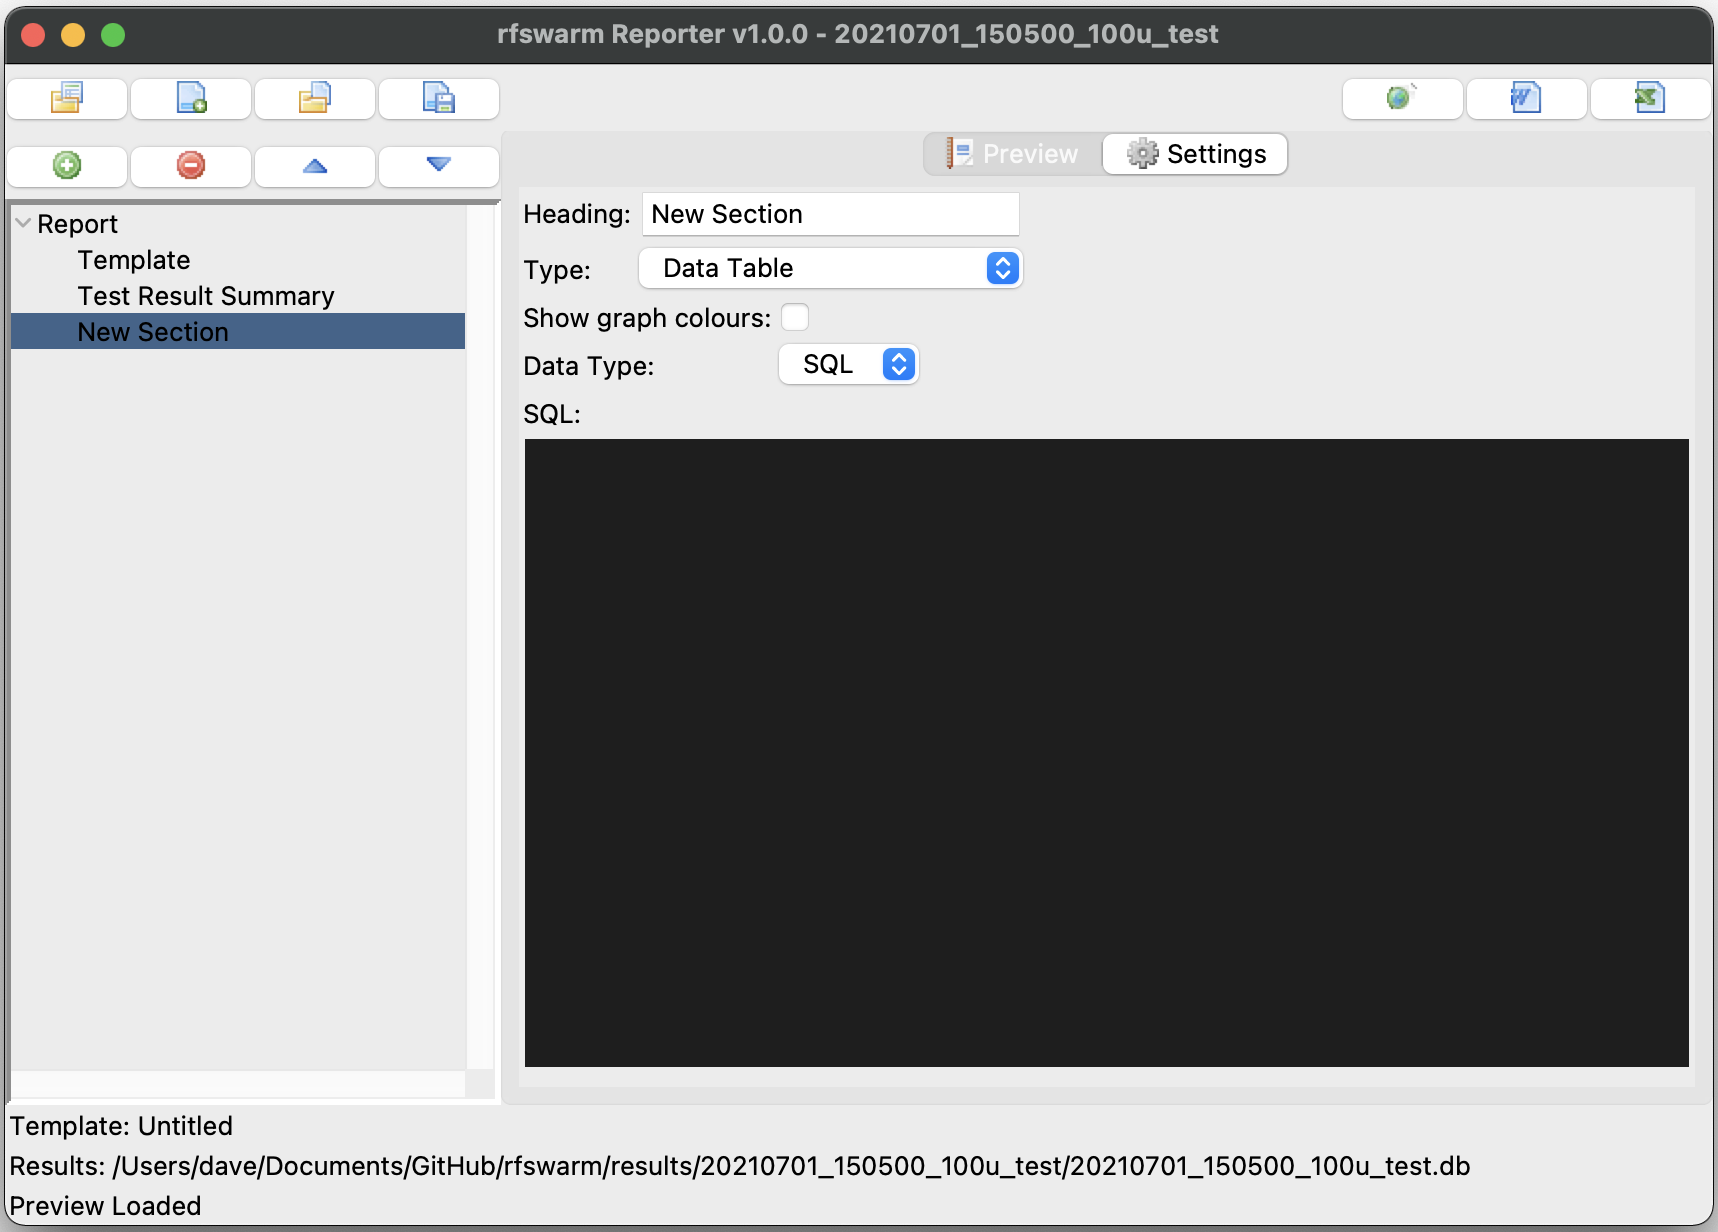 rfswarm Reporter v1.0.0 - 20210701_150500_100u_test
Preview
Settings
Report
Template
Test Result Summary
New Section
Heading: New Section
Type: Data Table
Show graph colours:
Data Type: SQL
SQL:
Template: Untitled
Results: /Users/dave/Documents/GitHub/rfswarm/results/20210701_150500_100u_test/20210701_150500_100u_test.db
Preview Loaded